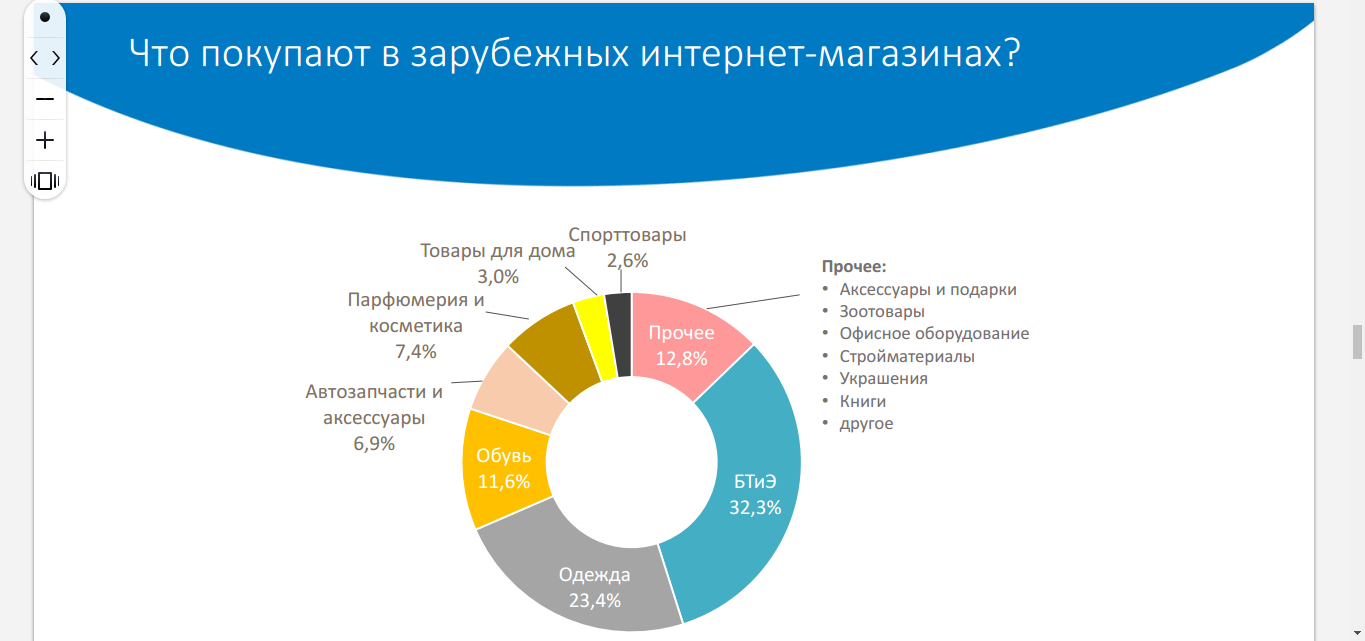 Что покупают в зарубежных интернет-магазинах?
Спорттовары
2,6%
Товары для дома
3,0%
Парфюмерия и
косметика
7,4%
Автозапчасти и
аксессуары
6,9%
Обувь
11,6%
Одежда
23,4%
БТиЭ
32,3%
Прочее
12,8%
Прочее:
• Аксессуары и подарки
• Зоотовары
• Офисное оборудование
• Стройматериалы
• Украшения
• Книги
• другое